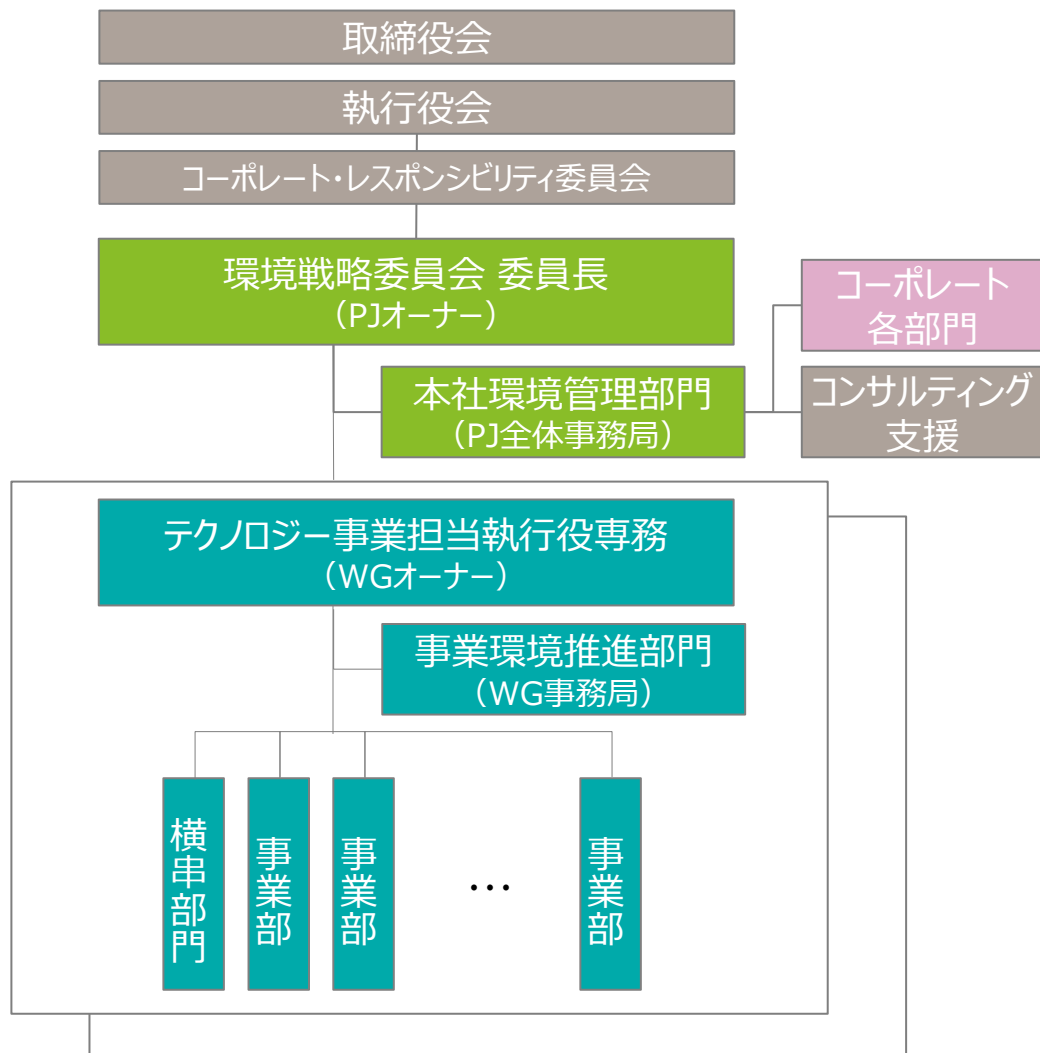 取締役会
執行役会
コーポレート・レスポンシビリティ委員会
環境戦略委員会 委員長
（PJオーナー）
コーポレート
各部門
本社環境管理部門
（PJ全体事務局）
コンサルティング
支援
テクノロジー事業担当執行役専務
（WGオーナー）
事業環境推進部門
（WG事務局）
横串部門
事業部
事業部
…
事業部